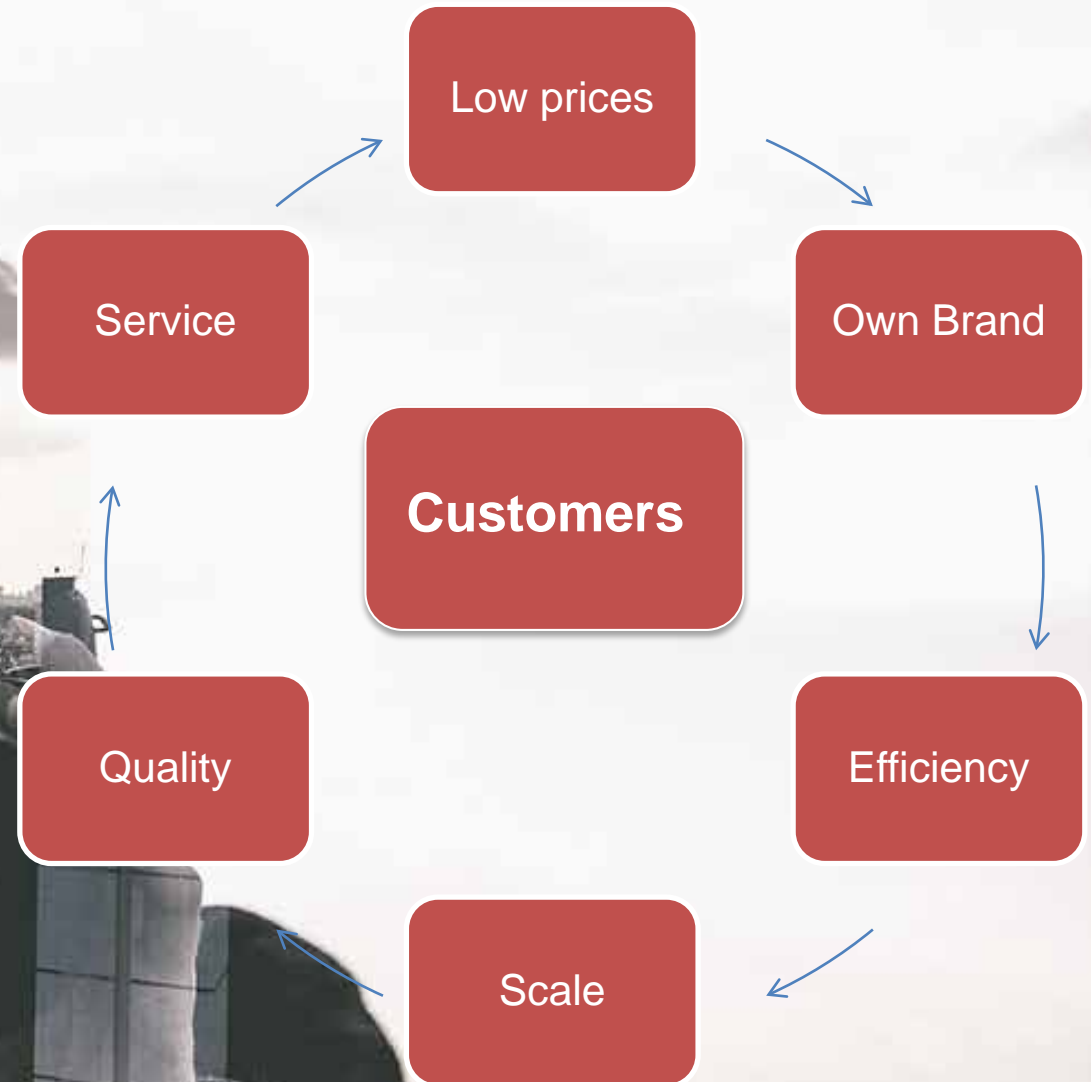 Low prices
Service
Own Brand
Customers
Quality
Efficiency
Scale